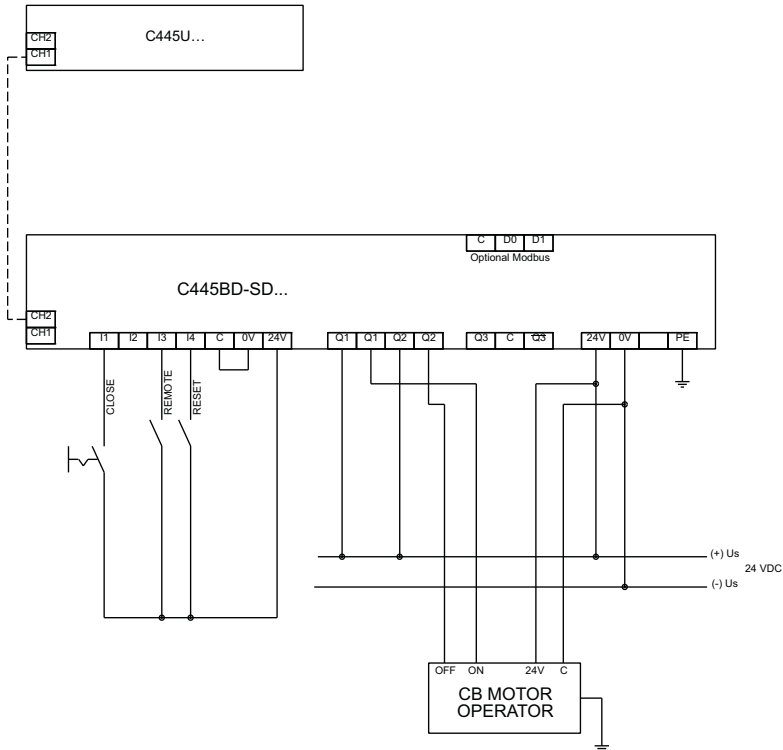 C445U...
CH2
CH1
C D0 D1
Optional Modbus
C445BD-SD...
CH2
CH1
I1 I2 I3 I4 C 0V 24V Q1 Q1 Q2 Q2 Q3 C Q3 24V 0V PE
CLOSE
REMOTE
RESET
(+) Us
24 VDC
(-) Us
OFF ON 24V C
CB MOTOR
OPERATOR